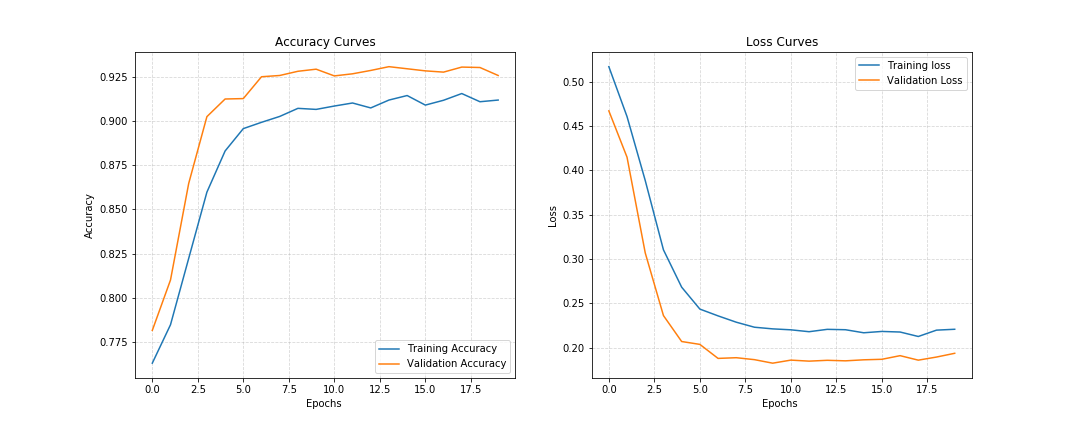 Accuracy Curves
Accuracy
0.925
0.900
0.875
0.850
0.825
0.800
0.775
Training Accuracy
Validation Accuracy
0.0 2.5 5.0 7.5 10.0 12.5 15.0 17.5
Epochs
Loss Curves
Loss
Training loss
Validation Loss
0.50
0.45
0.40
0.35
0.30
0.25
0.20
0.0 2.5 5.0 7.5 10.0 12.5 15.0 17.5
Epochs